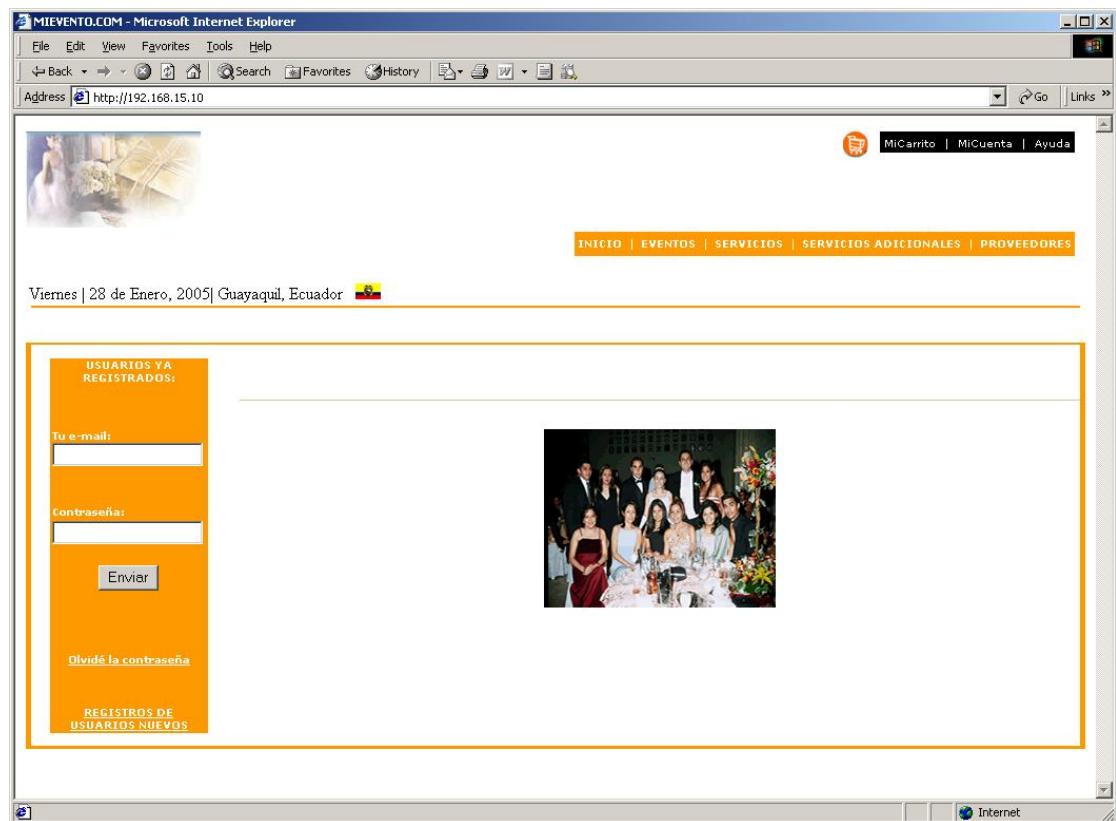 MIEVENTO.COM - Microsoft Internet Explorer
File Edit View Favorites Tools Help
Back Search Favorites History
Address http://192.168.15.10 Go Links »
MiCarrito | MiCuenta | Ayuda
INICIO | EVENTOS | SERVICIOS | SERVICIOS ADICIONALES | PROVEEDORES
Viernes | 28 de Enero, 2005| Guayaquil, Ecuador
USUARIOS YA
REGISTRADOS:
Tu e-mail:
Contraseña:
Enviar
Olvidé la contraseña
REGISTROS DE
USUARIOS NUEVOS
Internet